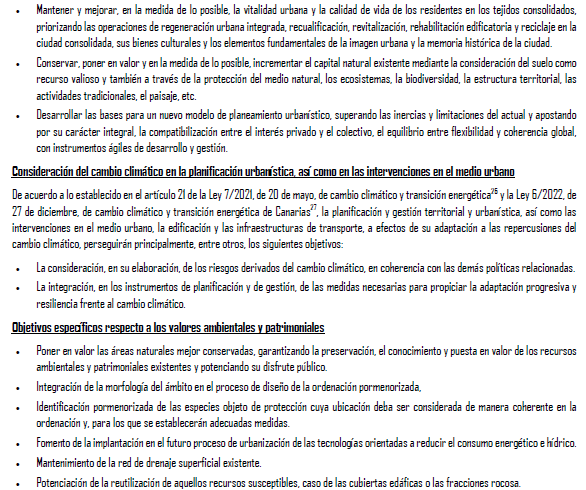 • Mantener y mejorar, en la medida de lo posible, la vitalidad urbana y la calidad de vida de los residentes en los tejidos consolidados,
priorizando las operaciones de regeneración urbana integrada, recualificación, revitalización, rehabilitación edificatoria y reciclaje en la
ciudad consolidada, sus bienes culturales y los elementos fundamentales de la imagen urbana y la memoria histórica de la ciudad.
• Conservar, poner en valor y en la medida de lo posible, incrementar el capital natural existente mediante la consideración del suelo como
recurso valioso y también a través de la protección del medio natural, los ecosistemas, la biodiversidad, la estructura territorial, las
actividades tradicionales, el paisaje, etc.
• Desarrollar las bases para un nuevo modelo de planeamiento urbanístico, superando las inercias y limitaciones del actual y apostando
por su carácter integral, la compatibilización entre el interés privado y el colectivo, el equilibrio entre flexibilidad y coherencia global,
con instrumentos ágiles de desarrollo y gestión.
Consideración del cambio climático en la planificación urbanística, así como en las intervenciones en el medio urbano
De acuerdo a lo establecido en el artículo 21 de la Ley 7/2021, de 20 de mayo, de cambio climático y transición energética26 y la Ley 6/2022, de
27 de diciembre, de cambio climático y transición energética de Canarias27, la planificación y gestión territorial y urbanística, así como las
intervenciones en el medio urbano, la edificación y las infraestructuras de transporte, a efectos de su adaptación a las repercusiones del
cambio climático, perseguirán principalmente, entre otros, los siguientes objetivos:
• La consideración, en su elaboración, de los riesgos derivados del cambio climático, en coherencia con las demás políticas relacionadas.
• La integración, en los instrumentos de planificación y de gestión, de las medidas necesarias para propiciar la adaptación progresiva y
resiliencia frente al cambio climático.
Objetivos específicos respecto a los valores ambientales y patrimoniales
• Poner en valor las áreas naturales mejor conservadas, garantizando la preservación, el conocimiento y puesta en valor de los recursos
ambientales y patrimoniales existentes y potenciando su disfrute público.
• Integración de la morfología del ámbito en el proceso de diseño de la ordenación pormenorizada,
• Identificación pormenorizada de las especies objeto de protección cuya ubicación deba ser considerada de manera coherente en la
ordenación y, para los que se establecerán adecuadas medidas.
• Fomento de la implantación en el futuro proceso de urbanización de las tecnologías orientadas a reducir el consumo energético e hídrico.
• Mantenimiento de la red de drenaje superficial existente.
• Potenciación de la reutilización de aquellos recursos susceptibles, caso de las cubiertas edáficas o las fracciones rocosa.